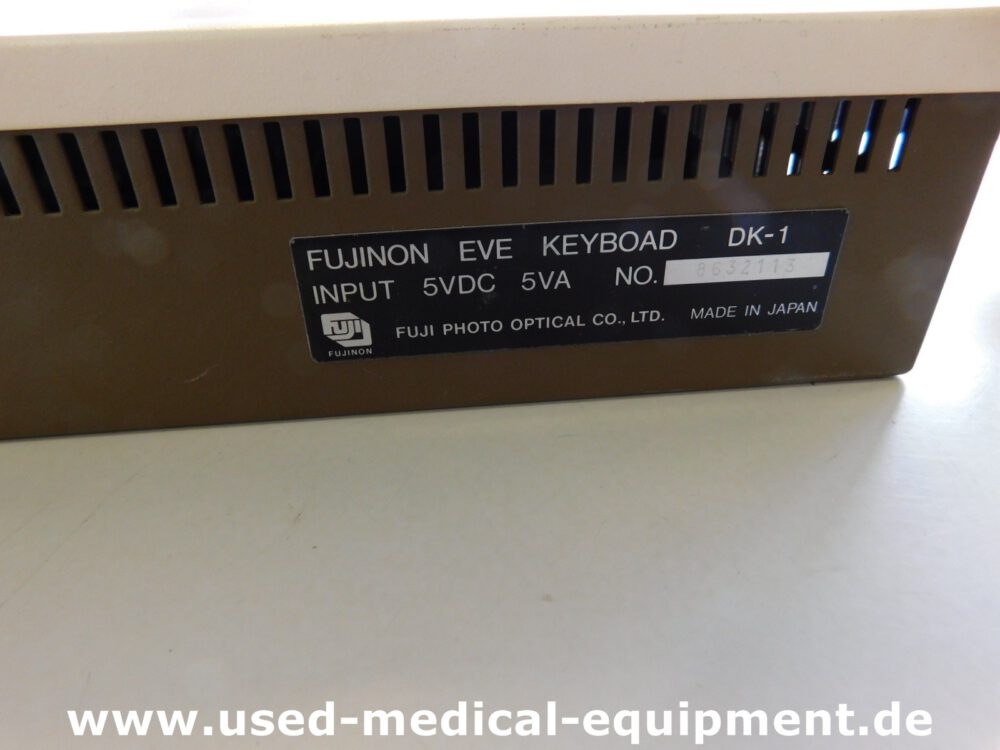 FUJINON EVE KEYBOAD DK-1
INPUT 5VDC 5VA NO. 8632113
FUJI
FUJINON
FUJI PHOTO OPTICAL CO., LTD. MADE IN JAPAN
www.used-medical-equipment.de